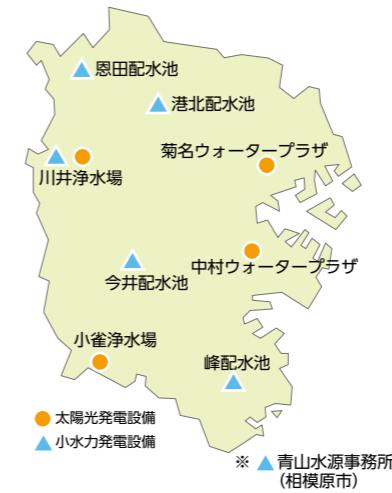 恩田配水池
港北配水池
菊名ウォータープラザ
川井浄水場
中村ウォータープラザ
今井配水池
小雀浄水場
峰配水池
太陽光発電設備
小水力発電設備
※ 青山水源事務所
(相模原市)